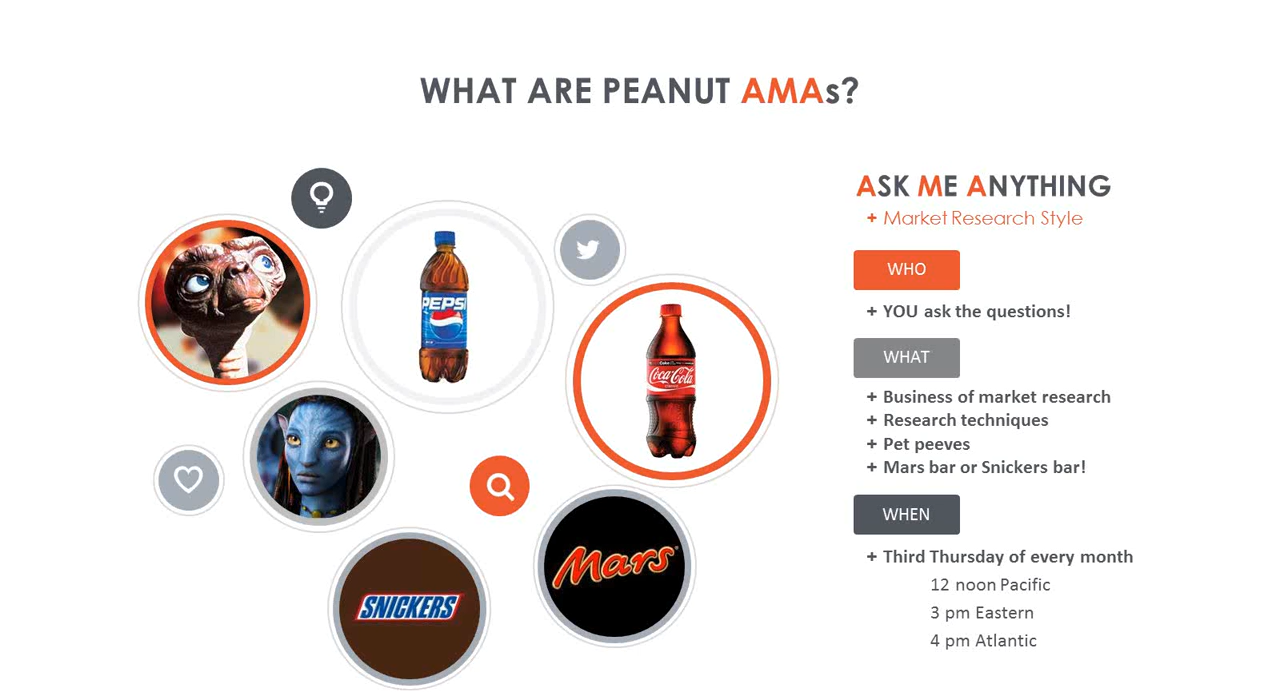 WHAT ARE PEANUT AMAs?
ASK ME ANYTHING
+ Market Research Style
WHO
+ YOU ask the questions!
WHAT
+ Business of market research
+ Research techniques
+ Pet peeves
+ Mars bar or Snickers bar!
WHEN
+ Third Thursday of every month
12 noon Pacific
3 pm Eastern
4 pm Atlantic
PEPSI
Coca-Cola
SNICKERS
Mars